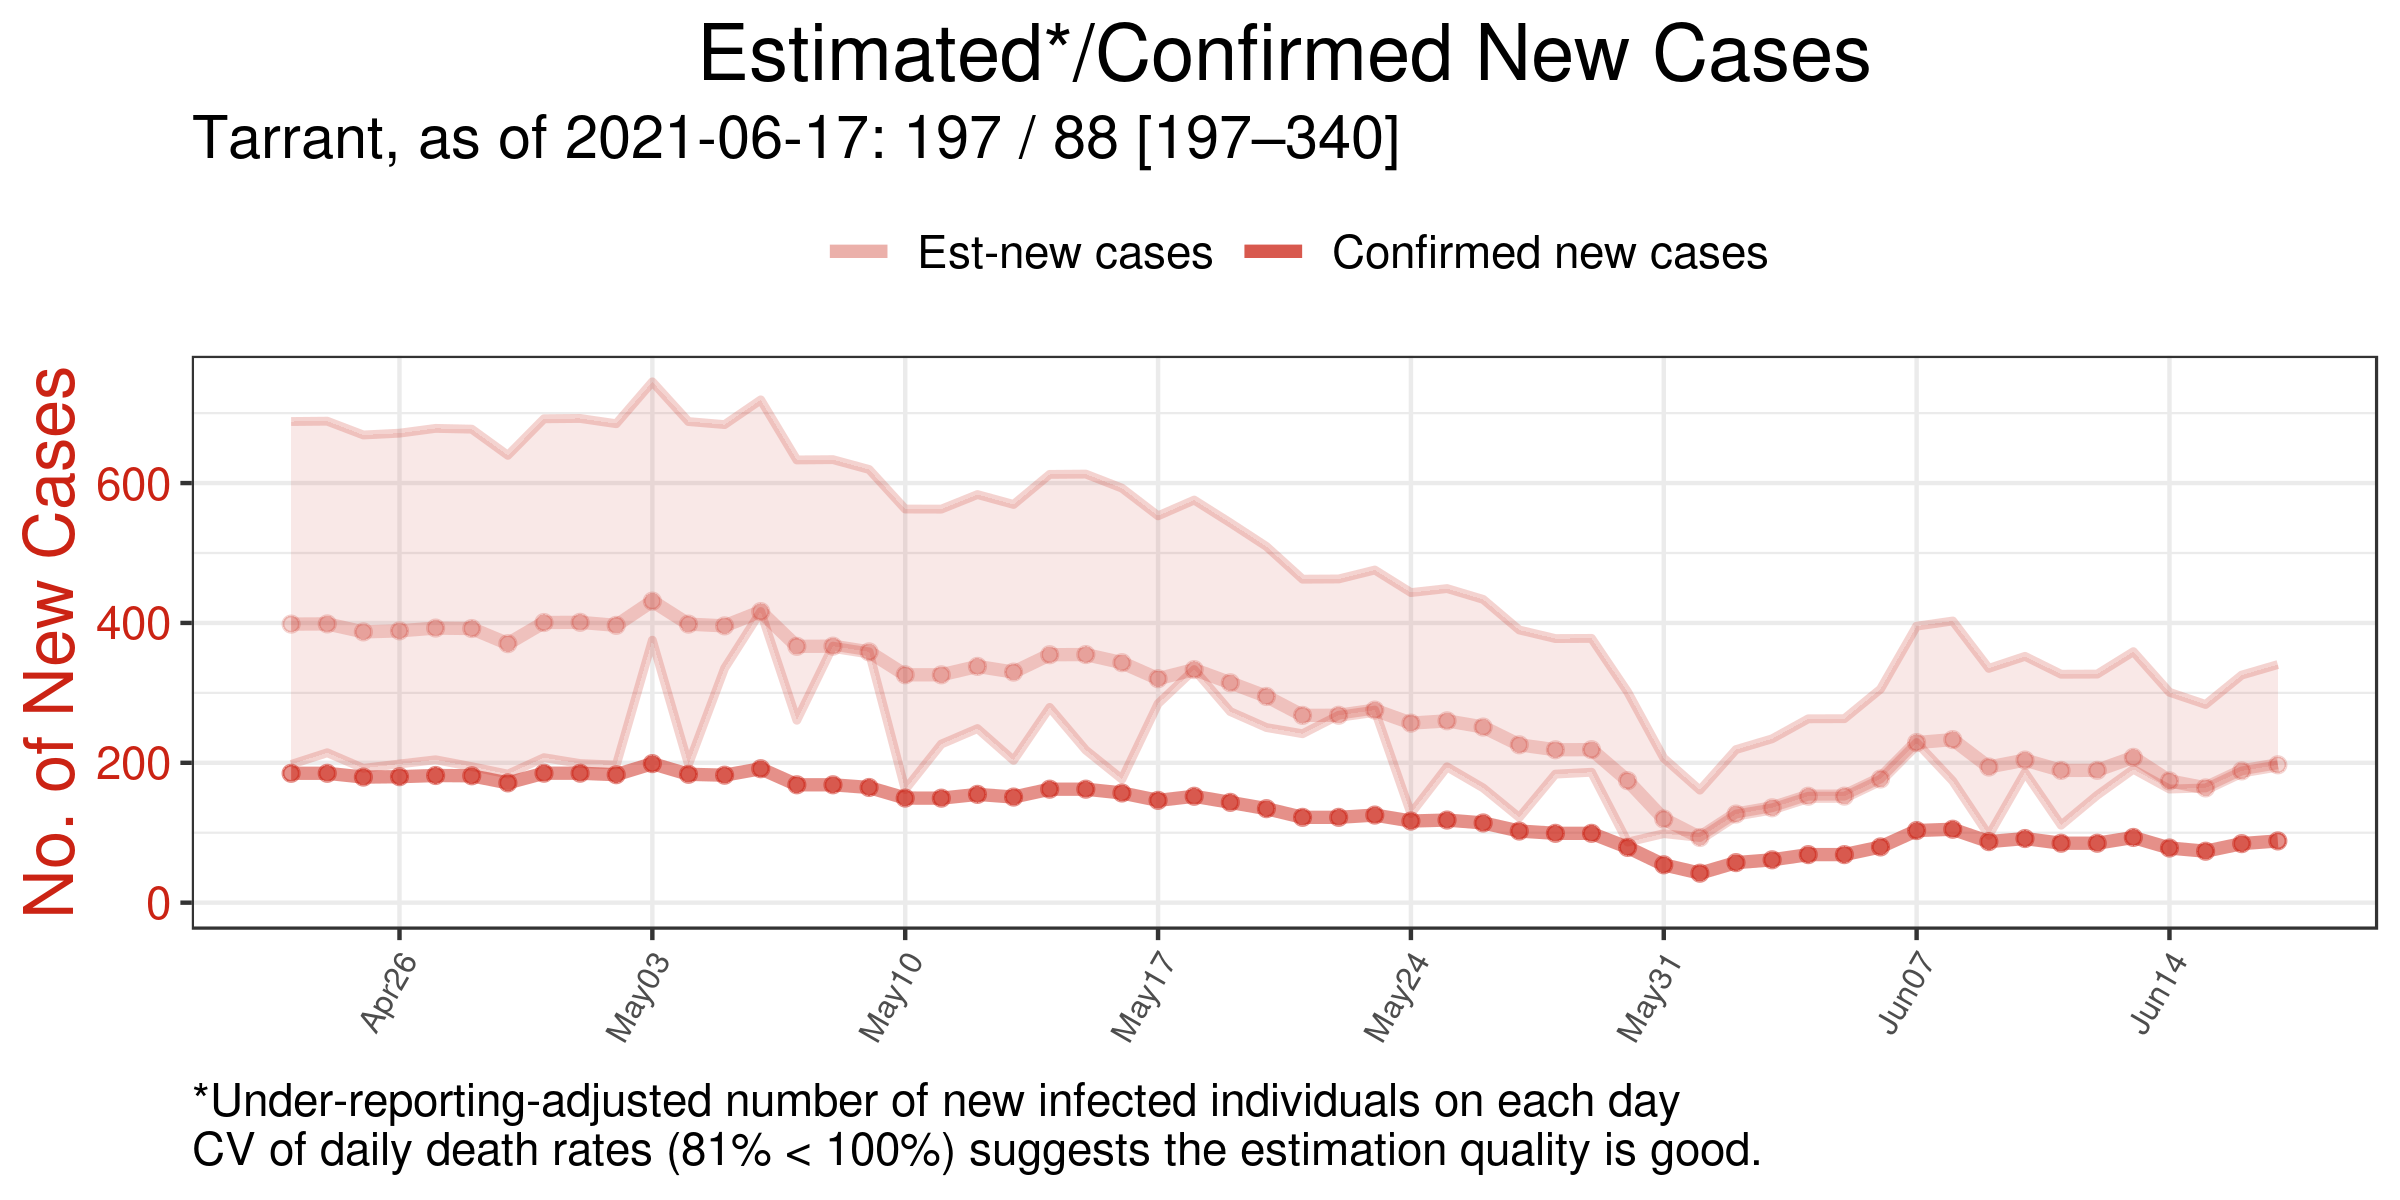 Estimated*/Confirmed New Cases
Tarrant, as of 2021-06-17: 197 / 88 [197–340]
Est-new cases Confirmed new cases
No. of New Cases
600
400
200
0
Apr26 May03 May10 May17 May24 May31 Jun07 Jun14
*Under-reporting-adjusted number of new infected individuals on each day
CV of daily death rates (81% < 100%) suggests the estimation quality is good.